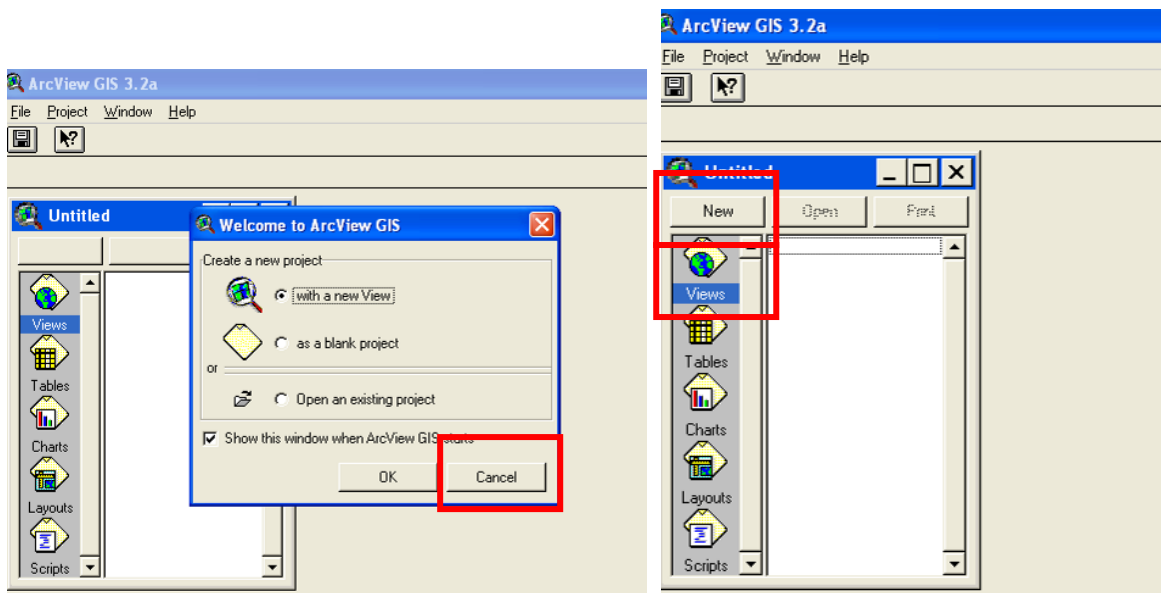 ArcView GIS 3.2a
File Project Window Help
Untitled
Welcome to ArcView GIS
Create a new project
with a new View
as a blank project
or
Open an existing project
Show this window when ArcView GIS starts
OK Cancel
Views
Tables
Charts
Layouts
Scripts
ArcView GIS 3.2a
File Project Window Help
Untitled
New Open Print
Views
Tables
Charts
Layouts
Scripts